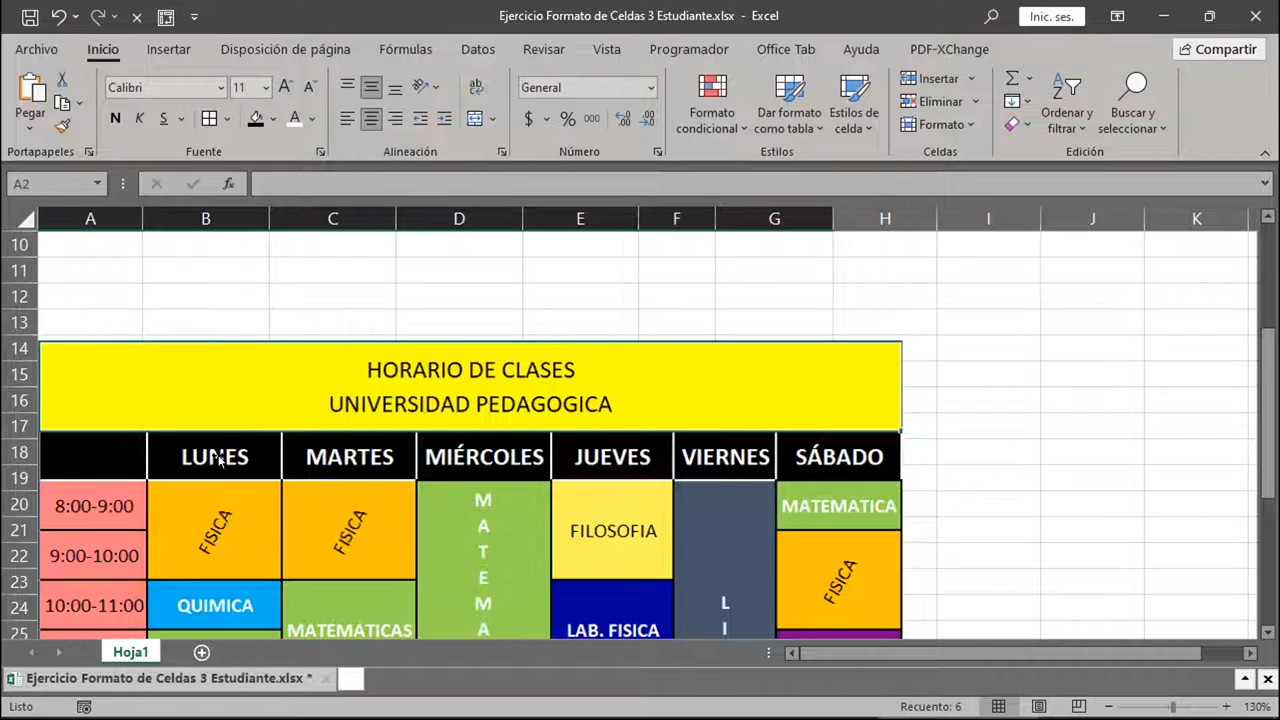 Ejercicio Formato de Celdas 3 Estudiante.xlsx - Excel
Inic. ses.
Archivo Inicio Insertar Disposición de página Fórmulas Datos Revisar Vista Programador Office Tab Ayuda PDF-XChange Compartir
Pegar
Calibri 11
N K S
General
$ % 000
Formato condicional
Dar formato como tabla
Estilos de celda
Insertar
Eliminar
Formato
Ordenar y filtrar
Buscar y seleccionar
Portapapeles Fuente Alineación Número Estilos Celdas Edición
A2
fx
A B C D E F G H I J K
10
11
12
13
14
15
16
17
18
19
20
21
22
23
24
25
HORARIO DE CLASES
UNIVERSIDAD PEDAGOGICA
LUNES MARTES MIÉRCOLES JUEVES VIERNES SÁBADO
8:00-9:00 FISICA FISICA M A T E M A FILOSOFIA L I MATEMATICA
9:00-10:00 FISICA
10:00-11:00 QUIMICA MATEMATICAS LAB. FISICA
Hoja1
Ejercicio Formato de Celdas 3 Estudiante.xlsx *
Listo
Recuento: 6
130%